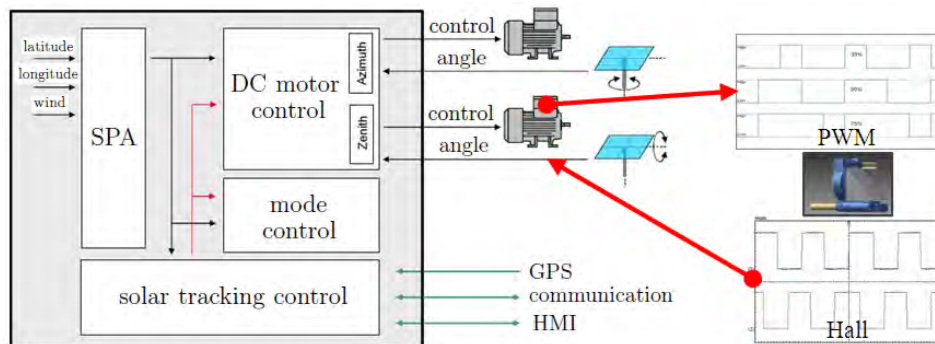 latitude
longitude
wind
SPA
DC motor
control
Azimuth
Zenith
mode
control
solar tracking control
control
angle
control
angle
GPS
communication
HMI
PWM
Hall